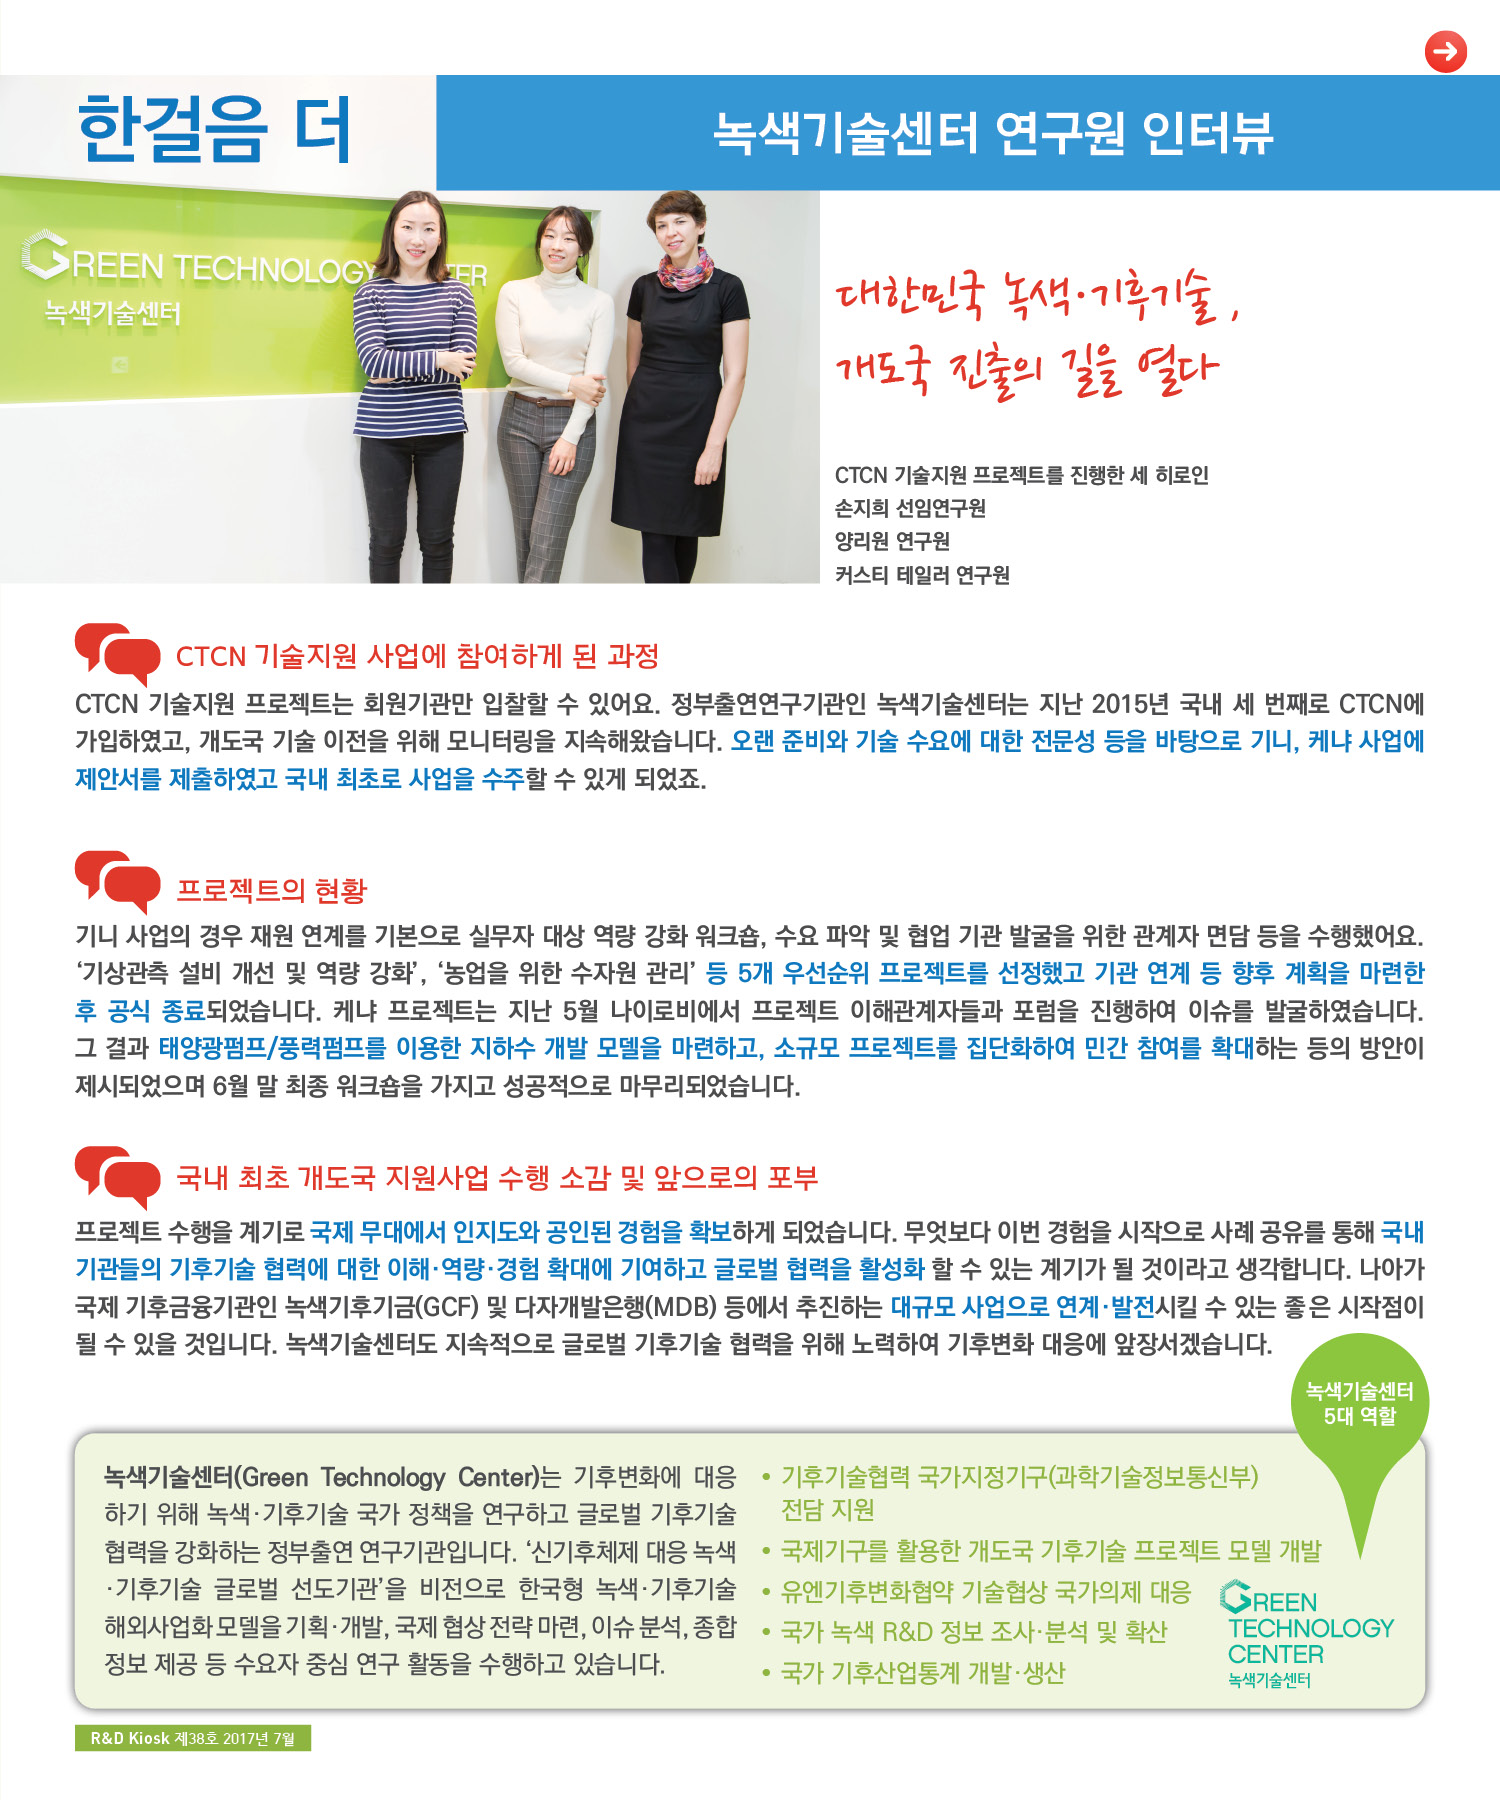 한걸음 더
녹색기술센터 연구원 인터뷰
GREEN TECHNOLOGY TER
녹색기술센터
대한민국 녹색·기후기술,
개도국 진출의 길을 열다
CTCN 기술지원 프로젝트를 진행한 세 히로인
손지희 선임연구원
양리원 연구원
커스티 테일러 연구원
CTCN 기술지원 사업에 참여하게 된 과정
CTCN 기술지원 프로젝트는 회원기관만 입찰할 수 있어요. 정부출연연구기관인 녹색기술센터는 지난 2015년 국내 세 번째로 CTCN에
가입하였고, 개도국 기술 이전을 위해 모니터링을 지속해왔습니다. 오랜 준비와 기술 수요에 대한 전문성 등을 바탕으로 기니, 케냐 사업에
제안서를 제출하였고 국내 최초로 사업을 수주할 수 있게 되었죠.
프로젝트의 현황
기니 사업의 경우 재원 연계를 기본으로 실무자 대상 역량 강화 워크숍, 수요 파악 및 협업 기관 발굴을 위한 관계자 면담 등을 수행했어요.
‘기상관측 설비 개선 및 역량 강화’, ‘농업을 위한 수자원 관리’ 등 5개 우선순위 프로젝트를 선정했고 기관 연계 등 향후 계획을 마련한
후 공식 종료되었습니다. 케냐 프로젝트는 지난 5월 나이로비에서 프로젝트 이해관계자들과 포럼을 진행하여 이슈를 발굴하였습니다.
그 결과 태양광펌프/풍력펌프를 이용한 지하수 개발 모델을 마련하고, 소규모 프로젝트를 집단화하여 민간 참여를 확대하는 등의 방안이
제시되었으며 6월 말 최종 워크숍을 가지고 성공적으로 마무리되었습니다.
국내 최초 개도국 지원사업 수행 소감 및 앞으로의 포부
프로젝트 수행을 계기로 국제 무대에서 인지도와 공인된 경험을 확보하게 되었습니다. 무엇보다 이번 경험을 시작으로 사례 공유를 통해 국내
기관들의 기후기술 협력에 대한 이해·역량·경험 확대에 기여하고 글로벌 협력을 활성화 할 수 있는 계기가 될 것이라고 생각합니다. 나아가
국제 기후금융기관인 녹색기후기금(GCF) 및 다자개발은행(MDB) 등에서 추진하는 대규모 사업으로 연계·발전시킬 수 있는 좋은 시작점이
될 수 있을 것입니다. 녹색기술센터도 지속적으로 글로벌 기후기술 협력을 위해 노력하여 기후변화 대응에 앞장서겠습니다.
녹색기술센터
5대 역할
녹색기술센터(Green Technology Center)는 기후변화에 대응
하기 위해 녹색·기후기술 국가 정책을 연구하고 글로벌 기후기술
협력을 강화하는 정부출연 연구기관입니다. ‘신기후체제 대응 녹색
·기후기술 글로벌 선도기관’을 비전으로 한국형 녹색·기후기술
해외사업화 모델을 기획·개발, 국제 협상 전략 마련, 이슈 분석, 종합
정보 제공 등 수요자 중심 연구 활동을 수행하고 있습니다.
• 기후기술협력 국가지정기구(과학기술정보통신부)
전담 지원
• 국제기구를 활용한 개도국 기후기술 프로젝트 모델 개발
• 유엔기후변화협약 기술협상 국가의제 대응
• 국가 녹색 R&D 정보 조사·분석 및 확산
• 국가 기후산업통계 개발·생산
GREEN
TECHNOLOGY
CENTER
녹색기술센터
R&D Kiosk 제38호 2017년 7월